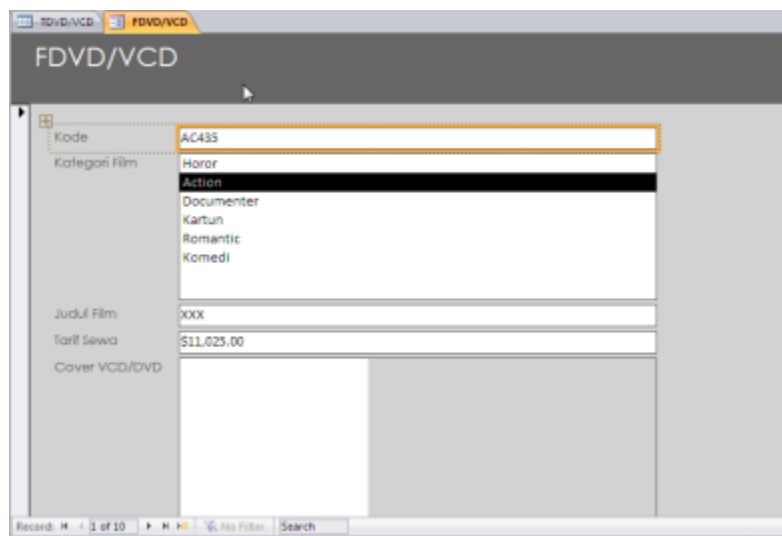 TDVD/VCD FDVD/VCD
FDVD/VCD
Kode AC435
Kategori Film Horor
Action
Documenter
Kartun
Romantic
Komedi
Judul Film XXX
Tarif Sewa $11,025.00
Cover VCD/DVD
Record: 1 of 10 No Filter Search